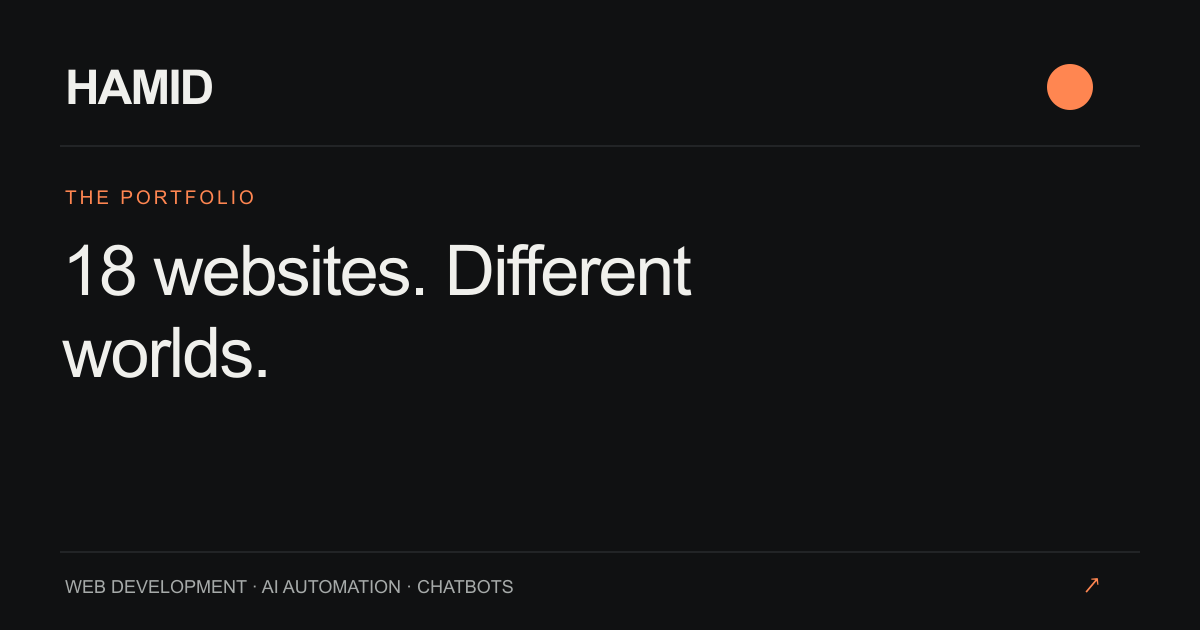 HAMID
THE PORTFOLIO
18 websites. Different
worlds.
WEB DEVELOPMENT · AI AUTOMATION · CHATBOTS ↗